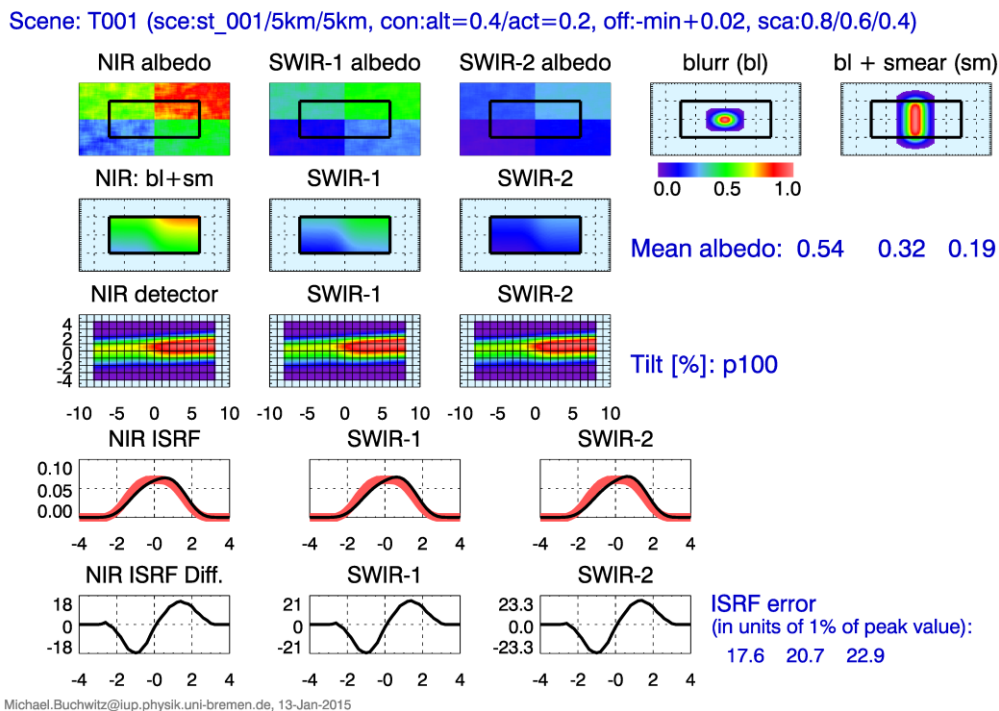 Scene: T001 (sce:st_001/5km/5km, con:alt=0.4/act=0.2, off:-min+0.02, sca:0.8/0.6/0.4)
NIR albedo SWIR-1 albedo SWIR-2 albedo blurr (bl) bl + smear (sm)
0.0 0.5 1.0
NIR: bl+sm SWIR-1 SWIR-2
Mean albedo: 0.54 0.32 0.19
NIR detector SWIR-1 SWIR-2
4
2
0
-2
-4
Tilt [%]: p100
-10 -5 0 5 10 -10 -5 0 5 10 -10 -5 0 5 10
NIR ISRF SWIR-1 SWIR-2
0.10
0.05
0.00
-4 -2 -0 2 4 -4 -2 -0 2 4 -4 -2 -0 2 4
NIR ISRF Diff. SWIR-1 SWIR-2
18 21 23.3
0 0 0.0
-18 -21 -23.3
ISRF error
(in units of 1% of peak value):
17.6 20.7 22.9
-4 -2 -0 2 4 -4 -2 -0 2 4 -4 -2 -0 2 4
Michael.Buchwitz@iup.physik.uni-bremen.de, 13-Jan-2015